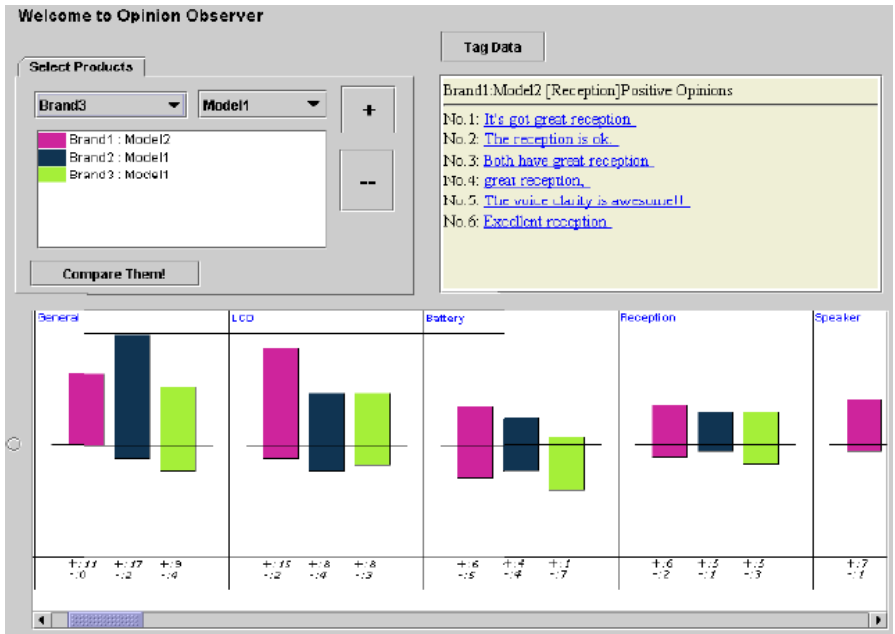 Welcome to Opinion Observer
Tag Data
Select Products
Brand3 Model1
+
Brand1 : Model2
Brand2 : Model1
Brand3 : Model1
--
Compare Them!
Brand1:Model2 [Reception]Positive Opinions
No.1: It's got great reception
No.2: The reception is ok.
No.3: Both have great reception
No.4: great reception,
No.5: The voice clarity is awesome!!
No.6: Excellent reception
General LCD Battery Reception Speaker
+:11 +:17 +:9 +:15 +:8 +:8 +:6 +:4 +:1 +:6 +:5 +:5 +:7
-:0 -:2 -:4 -:2 -:4 -:3 -:5 -:4 -:7 -:2 -:1 -:3 -:1